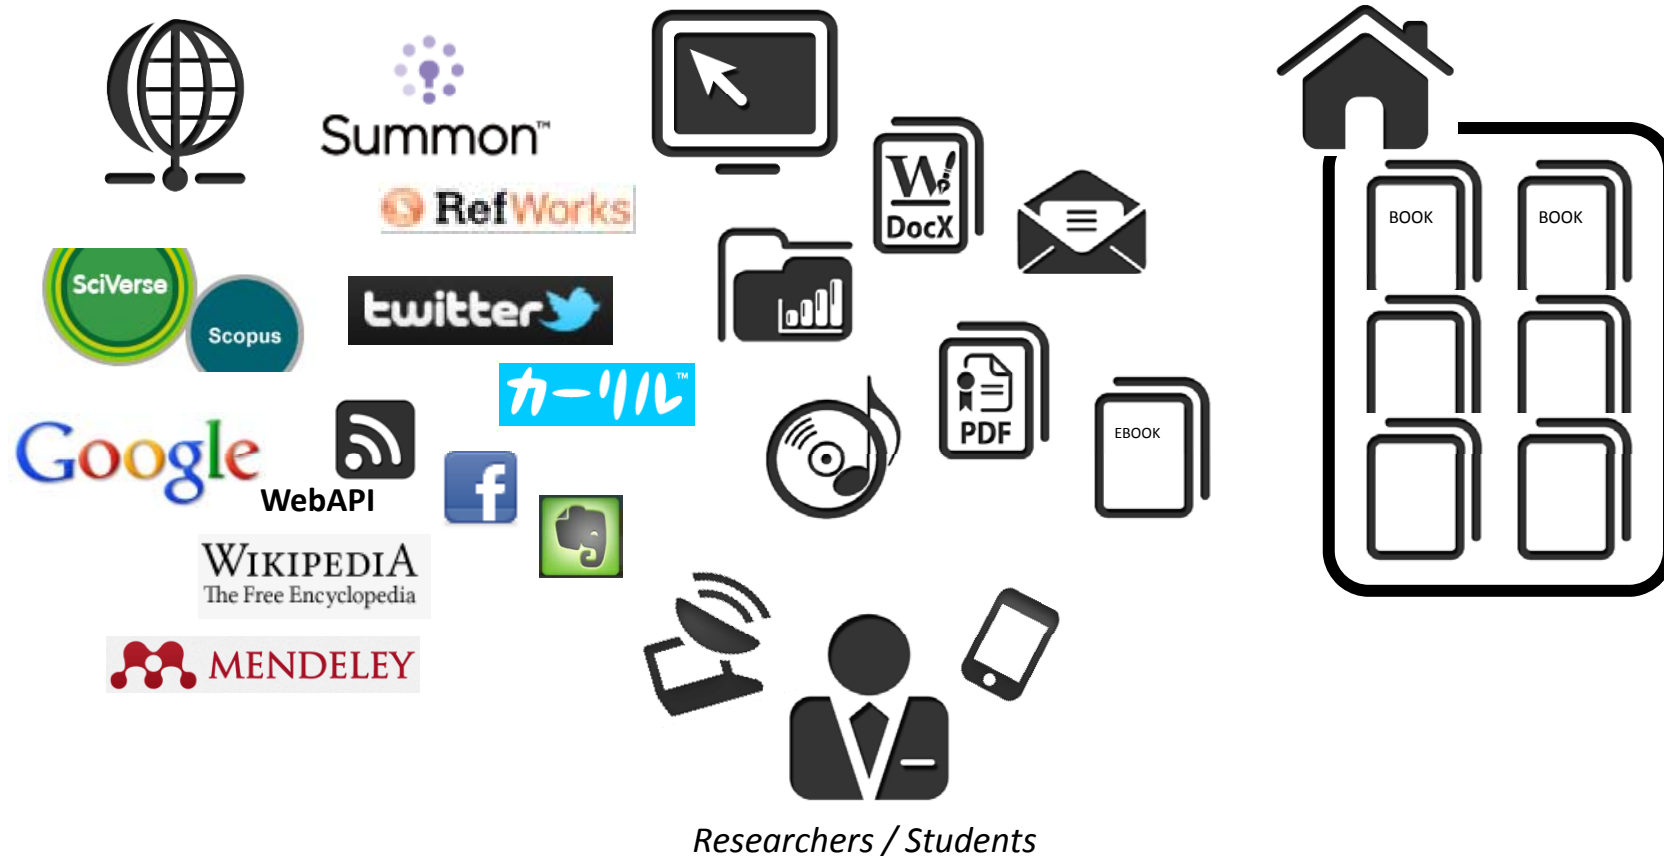 Summon™
RefWorks
SciVerse
Scopus
twitter
カーリル™
Google
WebAPI
f
WIKIPEDIA
The Free Encyclopedia
MENDELEY
W
DocX
PDF
EBOOK
BOOK
BOOK
Researchers / Students